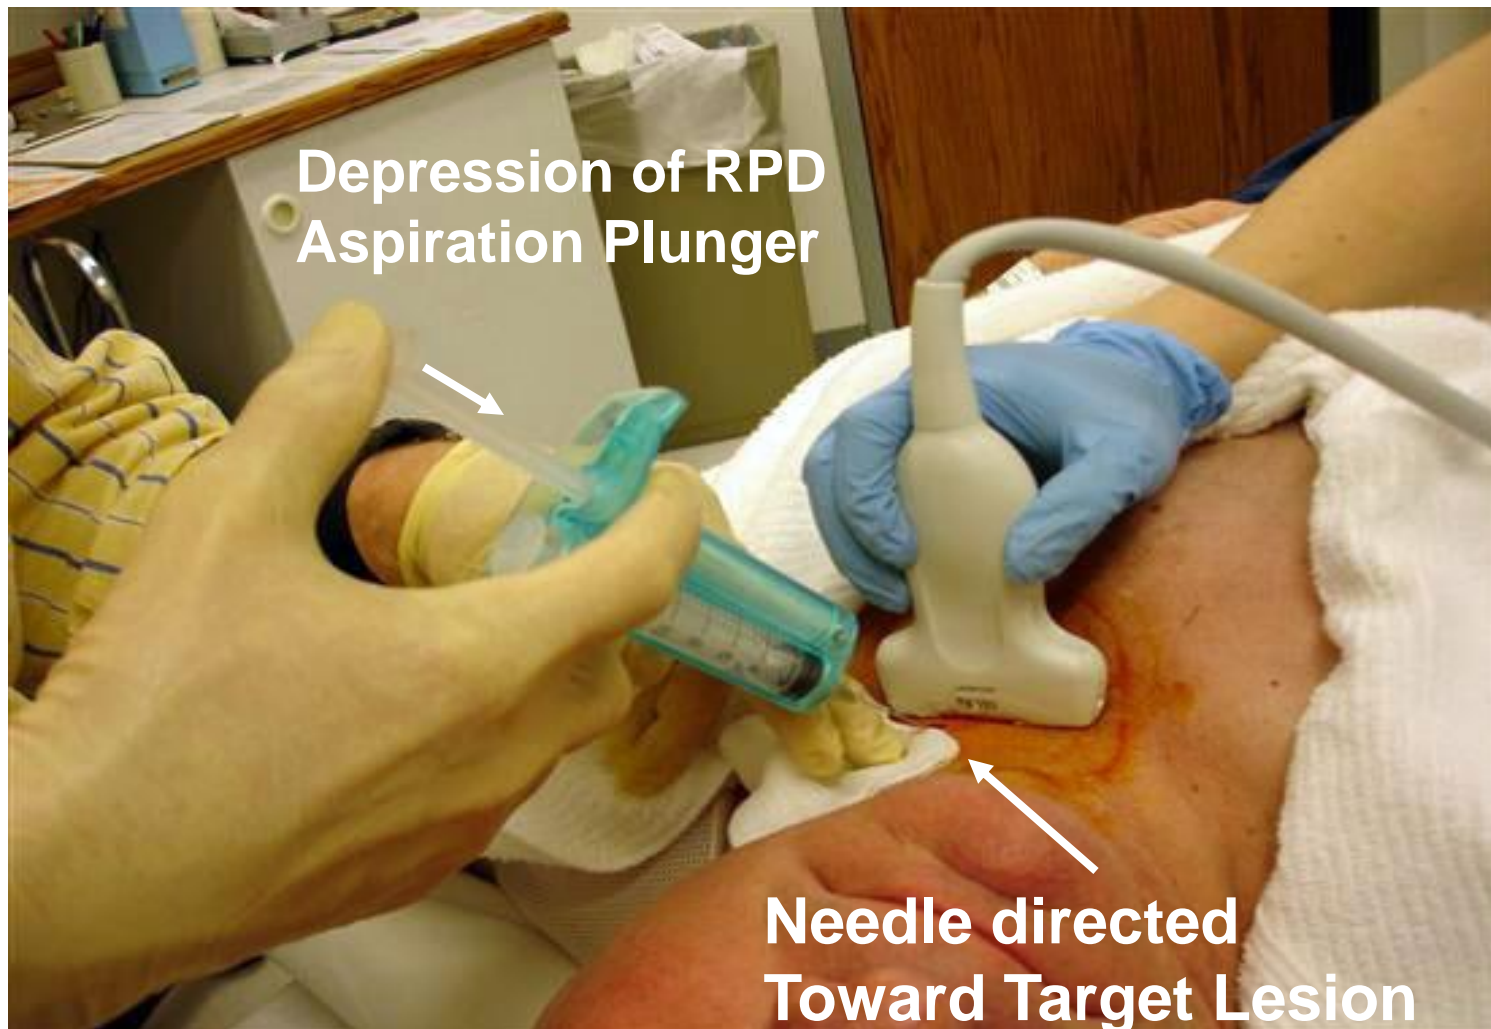 Depression of RPD
Aspiration Plunger
Needle directed
Toward Target Lesion